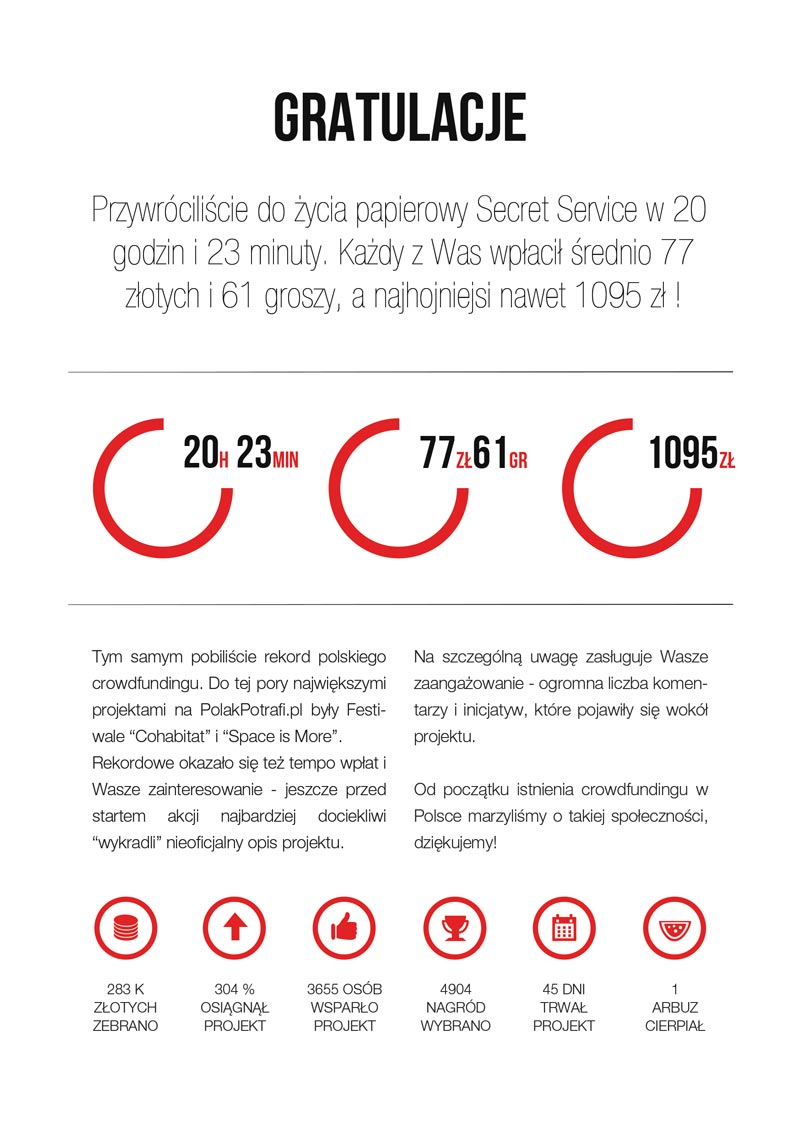 GRATULACJE
Przywróciliście do życia papierowy Secret Service w 20
godzin i 23 minuty. Każdy z Was wpłacił średnio 77
złotych i 61 groszy, a najhojniejsi nawet 1095 zł !
20H 23MIN
77ZŁ61GR
1095ZŁ
Tym samym pobiliście rekord polskiego
crowdfundingu. Do tej pory największymi
projektami na PolakPotrafi.pl były Festi-
wale “Cohabitat” i “Space is More”.
Rekordowe okazało się też tempo wpłat i
Wasze zainteresowanie - jeszcze przed
startem akcji najbardziej dociekliwi
“wykradli” nieoficjalny opis projektu.
Na szczególną uwagę zasługuje Wasze
zaangażowanie - ogromna liczba komen-
tarzy i inicjatyw, które pojawiły się wokół
projektu.
Od początku istnienia crowdfundingu w
Polsce marzyliśmy o takiej społeczności,
dziękujemy!
283 K
ZŁOTYCH
ZEBRANO
304 %
OSIĄGNĄŁ
PROJEKT
3655 OSÓB
WSPARŁO
PROJEKT
4904
NAGRÓD
WYBRANO
45 DNI
TRWAŁ
PROJEKT
1
ARBUZ
CIERPIAŁ